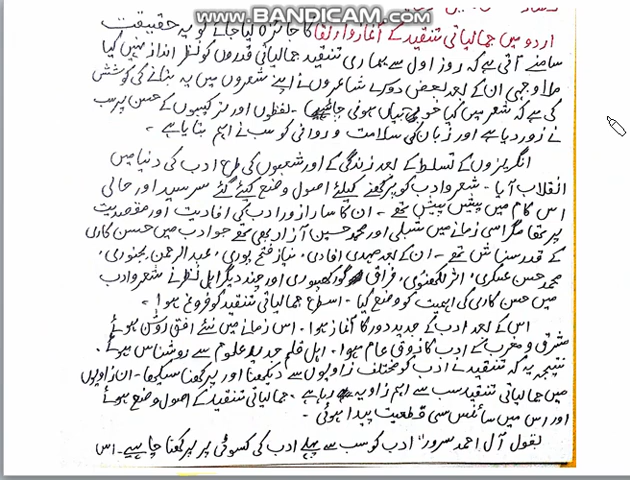 WWW.BANDICAM.COM
اردو میں جمالیاتی تنقید کے آغاز و ارتقا کا جائزہ لیا جائے تو یہ حقیقت
سامنے آتی ہے کہ روز اول سے ہماری تنقید جمالیاتی قدروں کو نظر انداز نہیں کیا
ملا وجہی ان کے بعد بعض دوسرے شاعروں نے اپنے شعروں میں یہ بتانے کی کوشش
کی ہے کہ شعر میں کیا خوبیاں ہونی چاہیے۔ لفظوں اور ترکیبوں کے حسن پر سب
نے زور دیا ہے اور زبان کی سلامت و روانی کو سب نے اہم بتایا ہے۔
انگریزوں کے تسلط کے بعد زندگی کے اور شعبوں کی طرح ادب کی دنیا میں
انقلاب آیا۔ شعر و ادب کو پرکھنے کیلئے اصول وضع کیئے گئے سر سید اور حالی
اس کام میں پیش پیش تھے۔ ان کا سارا زور ادب کی افادیت اور مقصدیت
پر تھا مگر اسی زمانے میں شبلی اور محمد حسین آزاد بھی تھے جو ادب میں حسن کاری
کے قدر شناس تھے۔ ان کے بعد مہدی افادی، نیاز فتح پوری، عبدالرحمن بجنوری،
محمد حسن عسکری، اثر لکھنوی، فراق گورکھپوری اور چند دیگر اہل نظر نے شعر و ادب
میں حسن کاری کی اہمیت کو وضع کیا۔ اسطرح جمالیاتی تنقید کو فروغ ہوا۔
اس کے بعد ادب کے جدید دور کا آغاز ہوا۔ اس زمانے میں نئے افق روشن ہوئے
مشرق و مغرب کے ادب کا ذوق عام ہوا۔ اہل قلم جدید علوم سے روشناس ہوئے۔
نتیجہ یہ کہ تنقید نے ادب کو مختلف زاویوں سے دیکھنا اور پرکھنا سیکھا۔ ان زاویوں
میں جمالیاتی تنقید سب سے اہم زاویہ رہا ہے۔ جمالیاتی تنقید کے اصول وضع ہوئے
اور اس میں سائنس سی قطعیت پیدا ہوئی۔
بقول آل احمد سرور "ادب کو سب سے پہلے ادب کی کسوٹی پر پرکھنا چاہیے۔ اس